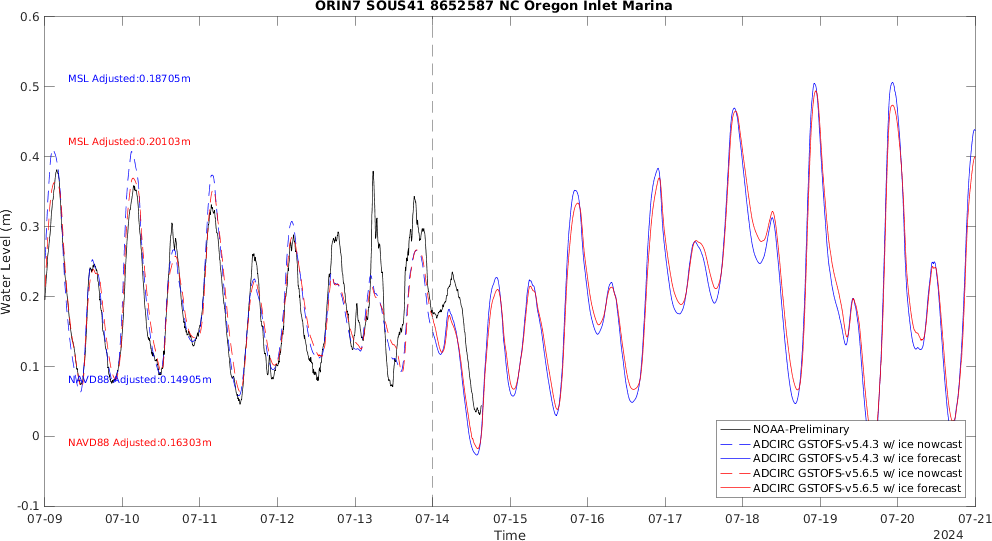 ORIN7 SOUS41 8652587 NC Oregon Inlet Marina
0.6
0.5
0.4
0.3
0.2
0.1
0
-0.1
Water Level (m)
MSL Adjusted:0.18705m
MSL Adjusted:0.20103m
NAVD88 Adjusted:0.14905m
NAVD88 Adjusted:0.16303m
NOAA-Preliminary
ADCIRC GSTOFS-v5.4.3 w/ ice nowcast
ADCIRC GSTOFS-v5.4.3 w/ ice forecast
ADCIRC GSTOFS-v5.6.5 w/ ice nowcast
ADCIRC GSTOFS-v5.6.5 w/ ice forecast
07-09 07-10 07-11 07-12 07-13 07-14 07-15 07-16 07-17 07-18 07-19 07-20 07-21
Time
2024